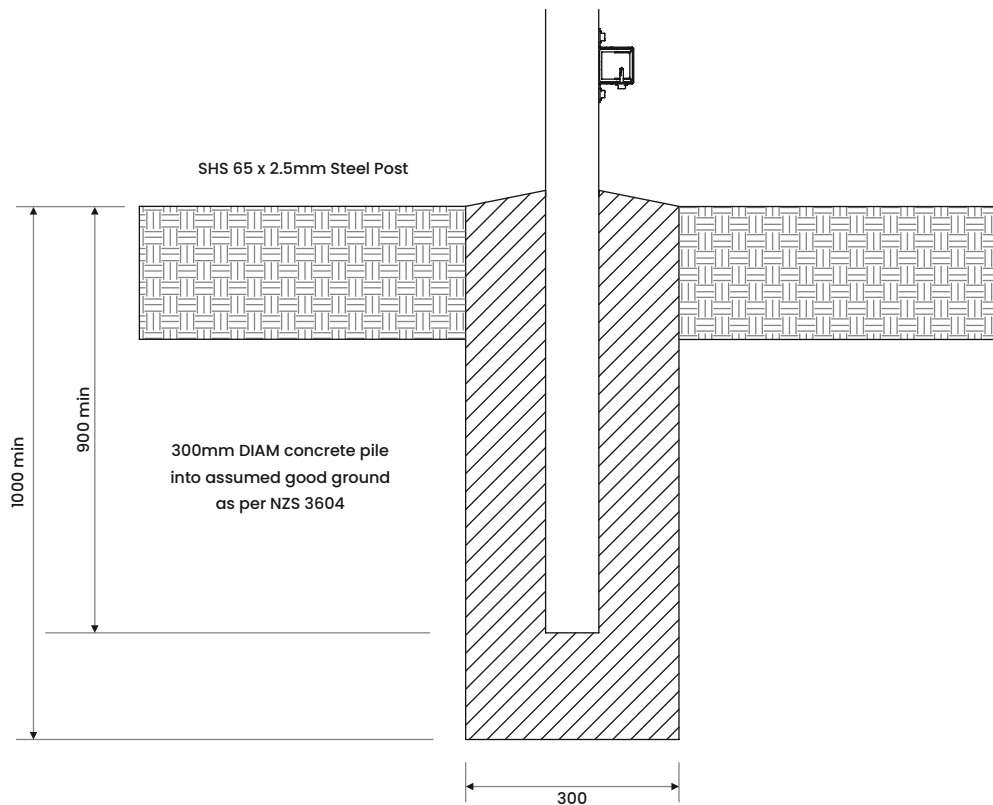 SHS 65 x 2.5mm Steel Post
1000 min
900 min
300mm DIAM concrete pile
into assumed good ground
as per NZS 3604
300